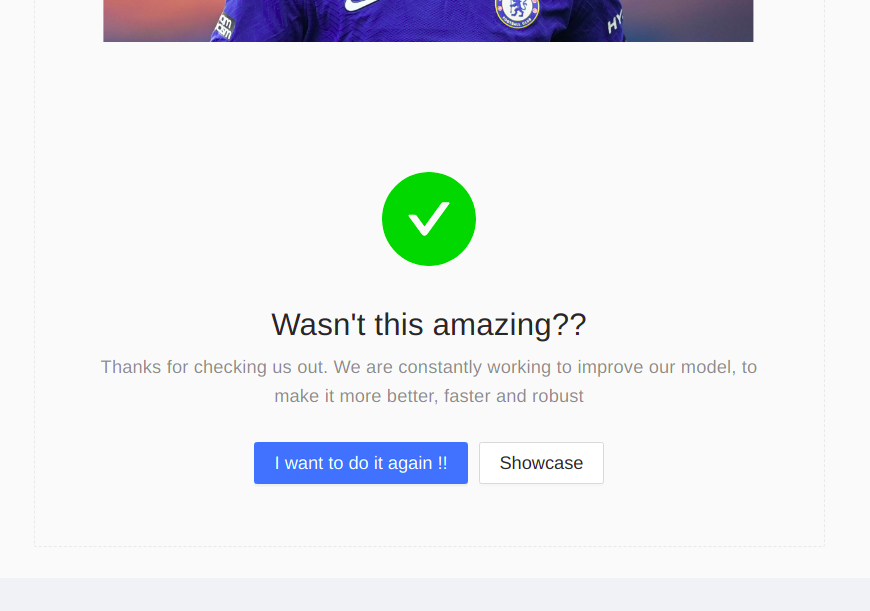 HY
Wasn't this amazing??
Thanks for checking us out. We are constantly working to improve our model, to
make it more better, faster and robust
I want to do it again !!
Showcase